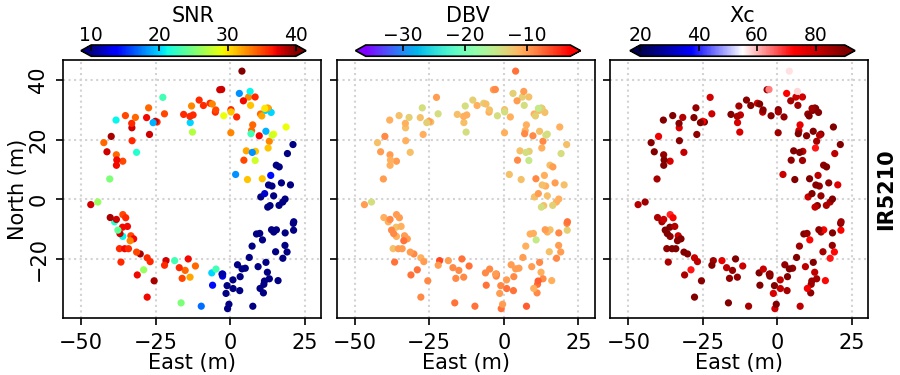 SNR DBV Xc
10 20 30 40 −30 −20 −10 20 40 60 80
40
20
0
−20
North (m)
IR5210
−50 −25 0 25 −50 −25 0 25 −50 −25 0 25
East (m) East (m) East (m)